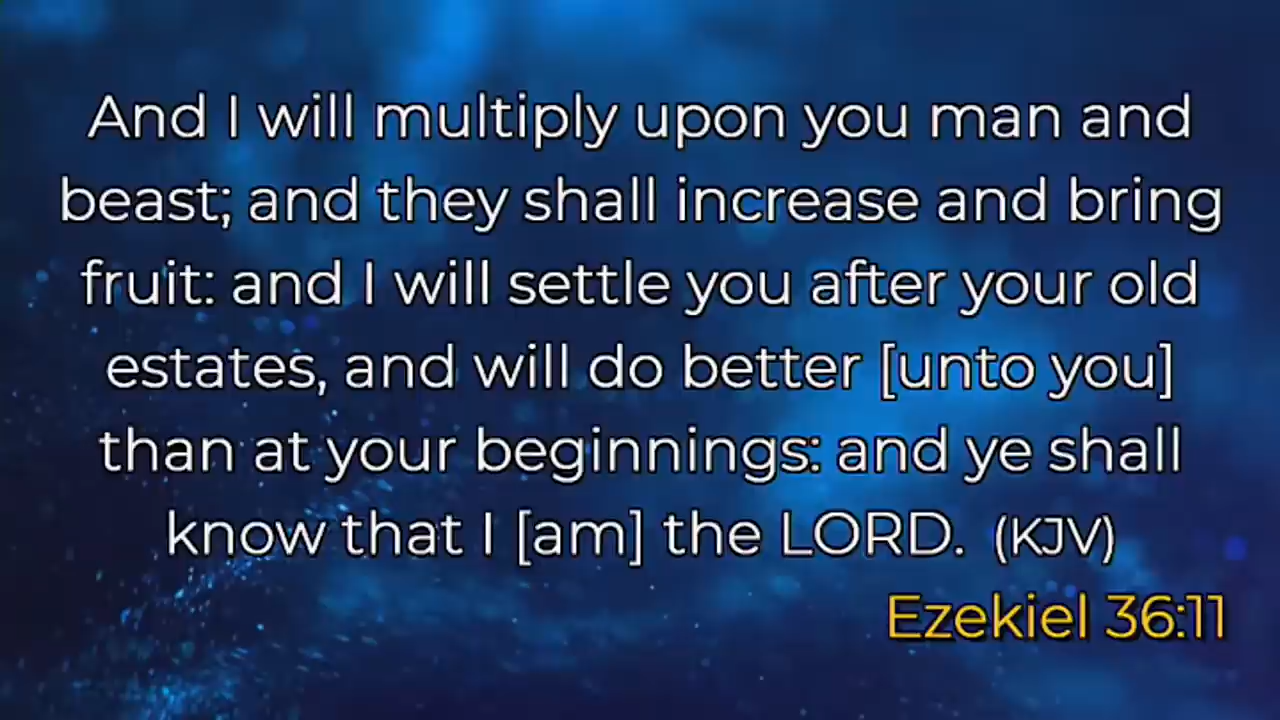 And I will multiply upon you man and
beast; and they shall increase and bring
fruit: and I will settle you after your old
estates, and will do better [unto you]
than at your beginnings: and ye shall
know that I [am] the LORD. (KJV)
Ezekiel 36:11